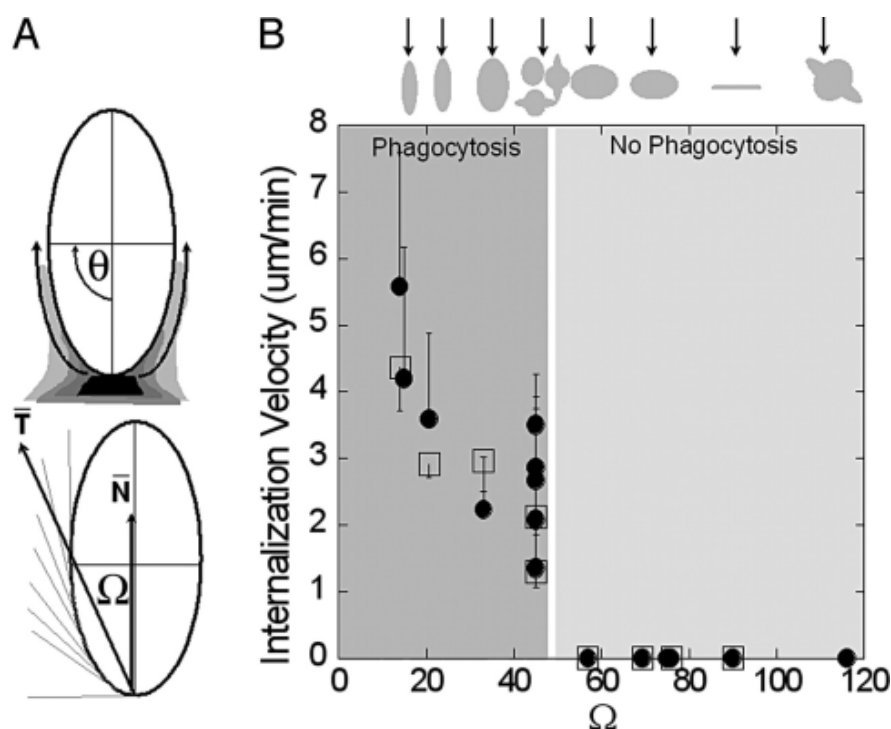 A
θ
T̅
N̅
Ω
B
Phagocytosis
No Phagocytosis
Internalization Velocity (um/min)
8
7
6
5
4
3
2
1
0
0 20 40 60 80 100 120
Ω